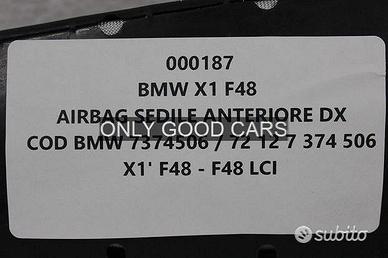 000187
BMW X1 F48
AIRBAG SEDILE ANTERIORE DX
ONLY GOOD CARS
COD BMW 7374506 / 72 12 7 374 506
X1' F48 - F48 LCI
subito